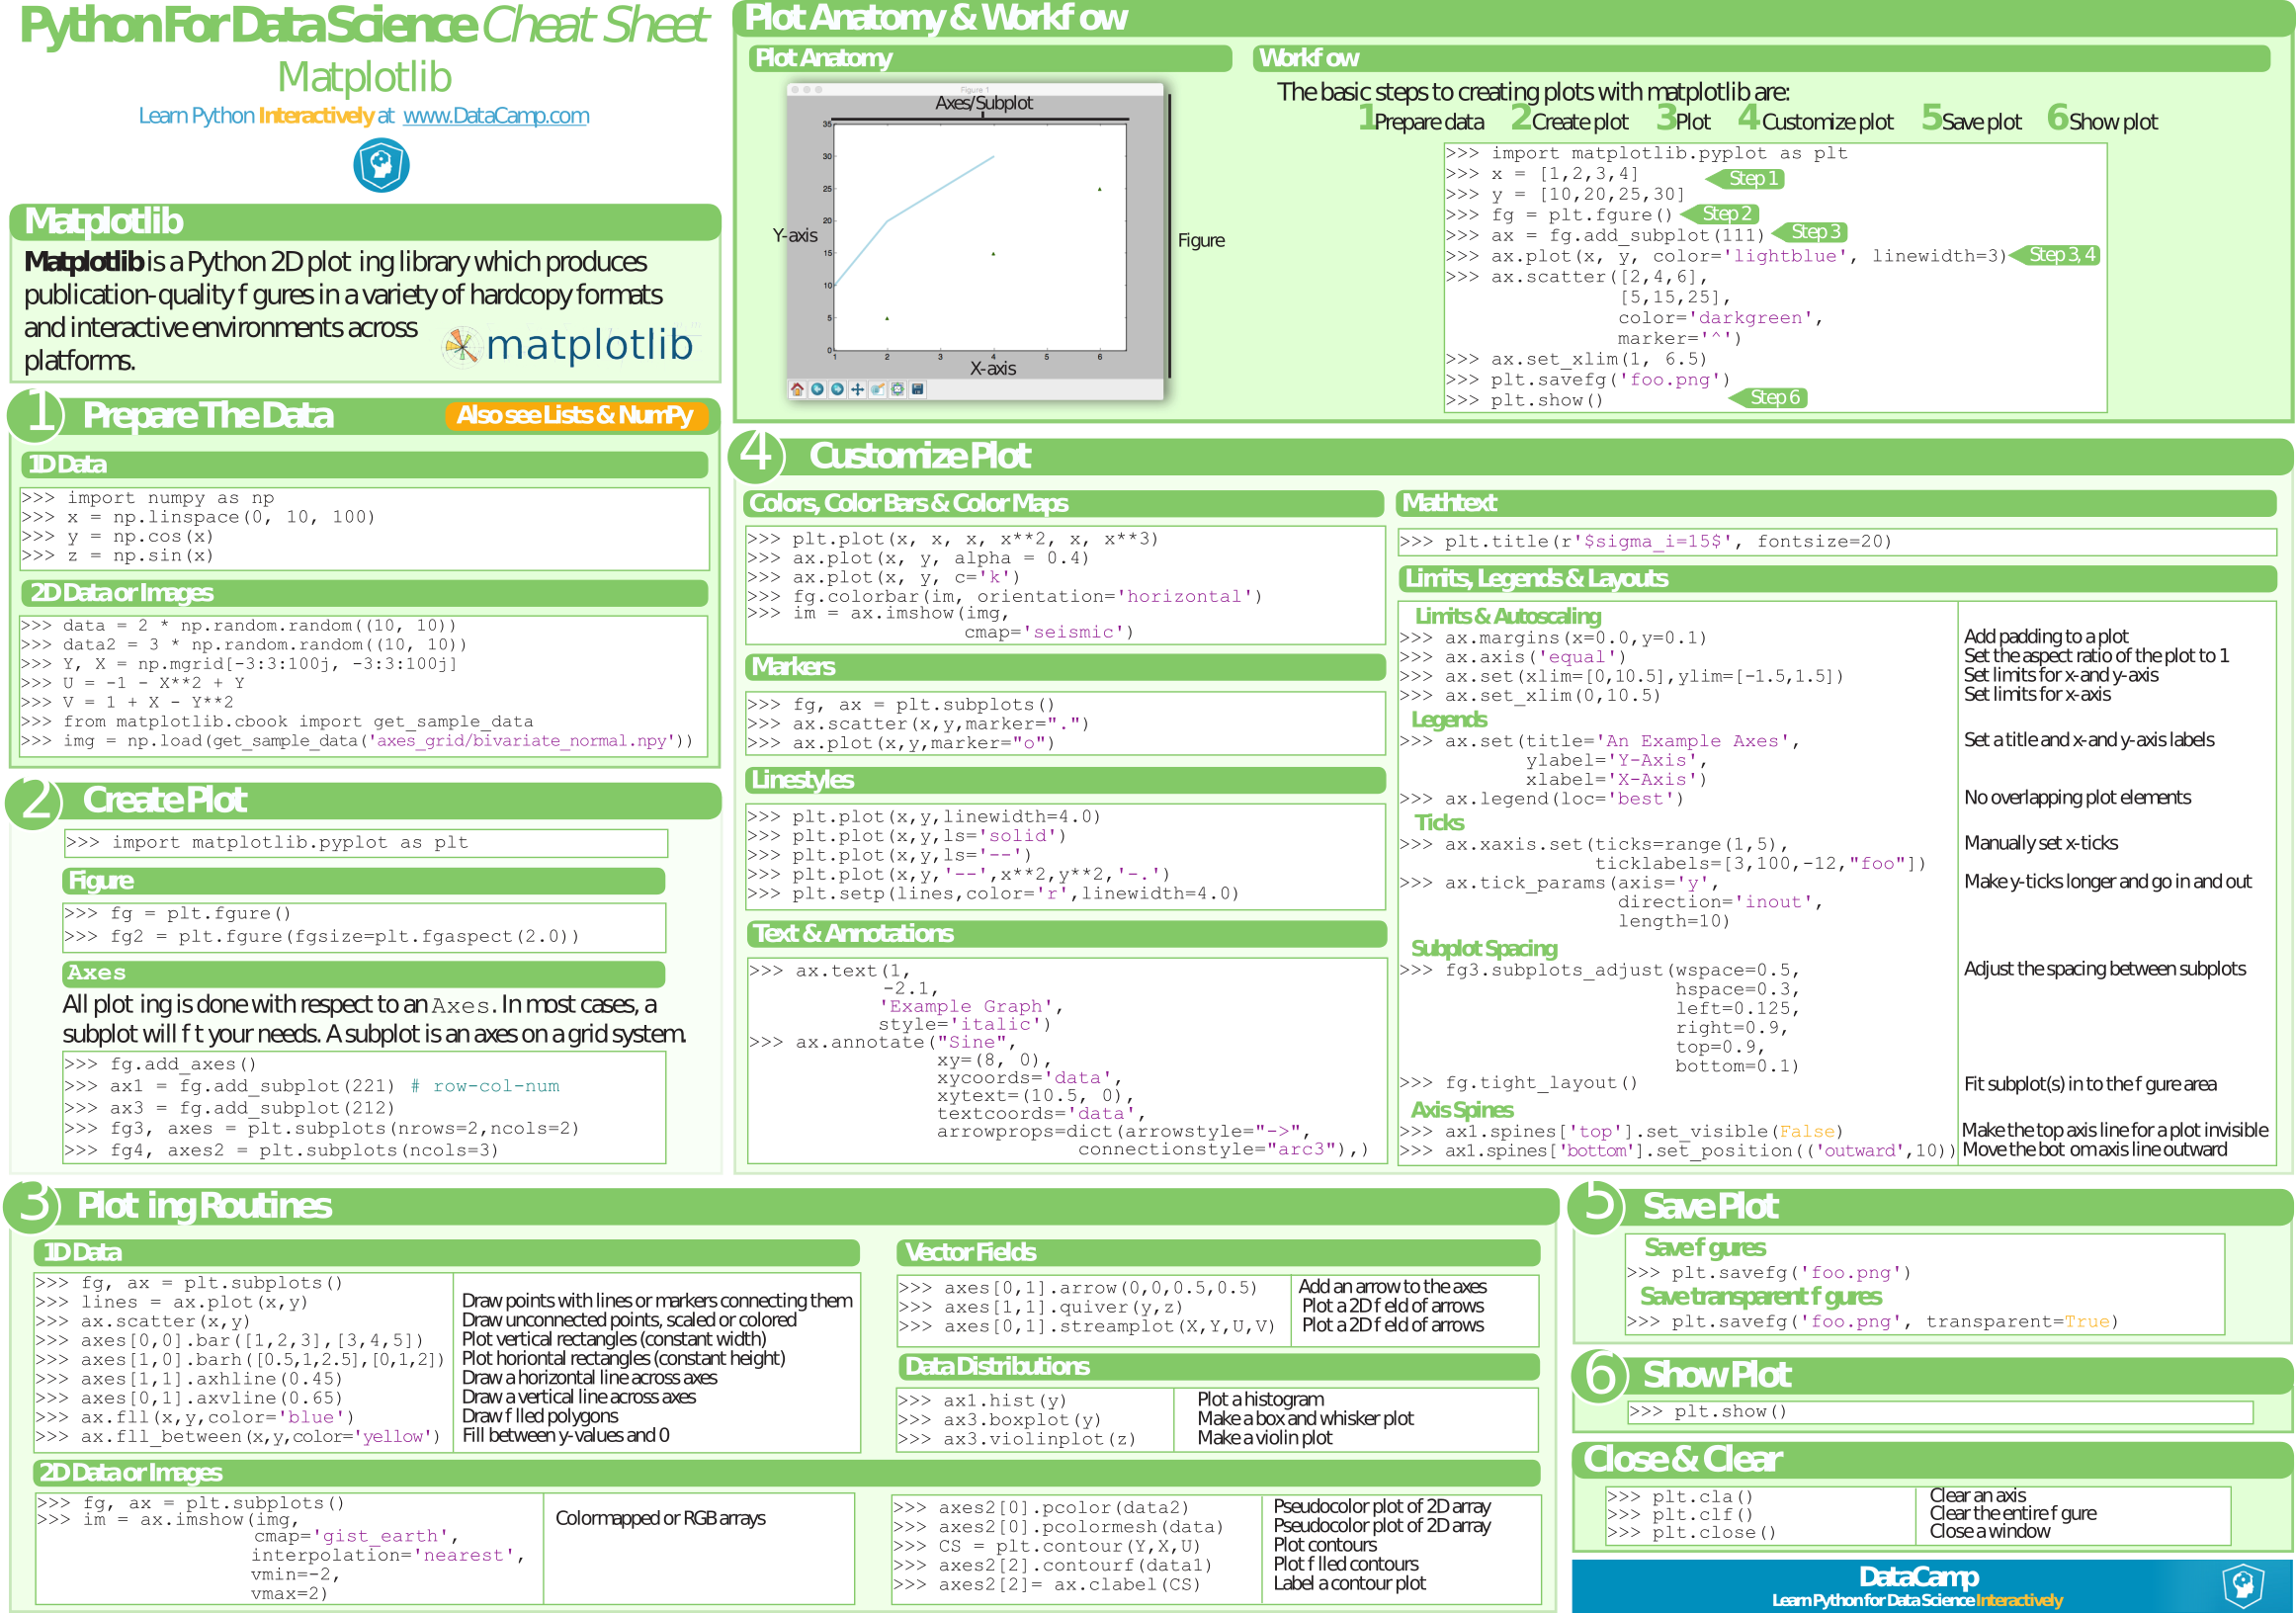 Python For Data Science Cheat Sheet
Matplotlib
Learn Python Interactively at www.DataCamp.com
Matplotlib
Matplotlib is a Python 2D plot ing library which produces
publication-quality f gures in a variety of hardcopy formats
and interactive environments across
platforms.
matplotlib
1 Prepare The Data
Also see Lists & NumPy
1D Data
>>> import numpy as np
>>> x = np.linspace(0, 10, 100)
>>> y = np.cos(x)
>>> z = np.sin(x)
2D Data or Images
>>> data = 2 * np.random.random((10, 10))
>>> data2 = 3 * np.random.random((10, 10))
>>> Y, X = np.mgrid[-3:3:100j, -3:3:100j]
>>> U = -1 - X**2 + Y
>>> V = 1 + X - Y**2
>>> from matplotlib.cbook import get_sample_data
>>> img = np.load(get_sample_data('axes_grid/bivariate_normal.npy'))
2 Create Plot
>>> import matplotlib.pyplot as plt
Figure
>>> fg = plt.fgure()
>>> fg2 = plt.fgure(fgsize=plt.fgaspect(2.0))
Axes
All plot ing is done with respect to an Axes. In most cases, a
subplot will f t your needs. A subplot is an axes on a grid system.
>>> fg.add_axes()
>>> ax1 = fg.add_subplot(221) # row-col-num
>>> ax3 = fg.add_subplot(212)
>>> fg3, axes = plt.subplots(nrows=2,ncols=2)
>>> fg4, axes2 = plt.subplots(ncols=3)
Plot Anatomy & Workf ow
Plot Anatomy
Figure 1
Axes/Subplot
35
30
25
20
15
10
5
0
1 2 3 4 5 6
Y-axis
X-axis
Figure
Workf ow
The basic steps to creating plots with matplotlib are:
1 Prepare data 2 Create plot 3 Plot 4 Customize plot 5 Save plot 6 Show plot
>>> import matplotlib.pyplot as plt
>>> x = [1,2,3,4]
Step 1
>>> y = [10,20,25,30]
>>> fg = plt.fgure() Step 2
>>> ax = fg.add_subplot(111) Step 3
>>> ax.plot(x, y, color='lightblue', linewidth=3) Step 3, 4
>>> ax.scatter([2,4,6],
[5,15,25],
color='darkgreen',
marker='^')
>>> ax.set_xlim(1, 6.5)
>>> plt.savefg('foo.png')
>>> plt.show() Step 6
4 Customize Plot
Colors, Color Bars & Color Maps
>>> plt.plot(x, x, x, x**2, x, x**3)
>>> ax.plot(x, y, alpha = 0.4)
>>> ax.plot(x, y, c='k')
>>> fg.colorbar(im, orientation='horizontal')
>>> im = ax.imshow(img,
cmap='seismic')
Markers
>>> fg, ax = plt.subplots()
>>> ax.scatter(x,y,marker=".")
>>> ax.plot(x,y,marker="o")
Linestyles
>>> plt.plot(x,y,linewidth=4.0)
>>> plt.plot(x,y,ls='solid')
>>> plt.plot(x,y,ls='--')
>>> plt.plot(x,y,'--',x**2,y**2,'-.')
>>> plt.setp(lines,color='r',linewidth=4.0)
Text & Annotations
>>> ax.text(1,
-2.1,
'Example Graph',
style='italic')
>>> ax.annotate("Sine",
xy=(8, 0),
xycoords='data',
xytext=(10.5, 0),
textcoords='data',
arrowprops=dict(arrowstyle="->",
connectionstyle="arc3"),)
Mathtext
>>> plt.title(r'$sigma_i=15$', fontsize=20)
Limits, Legends & Layouts
Limits & Autoscaling
>>> ax.margins(x=0.0,y=0.1) Add padding to a plot
>>> ax.axis('equal') Set the aspect ratio of the plot to 1
>>> ax.set(xlim=[0,10.5],ylim=[-1.5,1.5]) Set limits for x-and y-axis
>>> ax.set_xlim(0,10.5) Set limits for x-axis
Legends
>>> ax.set(title='An Example Axes', Set a title and x-and y-axis labels
ylabel='Y-Axis',
xlabel='X-Axis')
>>> ax.legend(loc='best') No overlapping plot elements
Ticks
>>> ax.xaxis.set(ticks=range(1,5), Manually set x-ticks
ticklabels=[3,100,-12,"foo"])
>>> ax.tick_params(axis='y', Make y-ticks longer and go in and out
direction='inout',
length=10)
Subplot Spacing
>>> fg3.subplots_adjust(wspace=0.5, Adjust the spacing between subplots
hspace=0.3,
left=0.125,
right=0.9,
top=0.9,
bottom=0.1)
>>> fg.tight_layout() Fit subplot(s) in to the f gure area
Axis Spines
>>> ax1.spines['top'].set_visible(False) Make the top axis line for a plot invisible
>>> ax1.spines['bottom'].set_position(('outward',10)) Move the bot om axis line outward
3 Plot ing Routines
1D Data
>>> fg, ax = plt.subplots()
>>> lines = ax.plot(x,y) Draw points with lines or markers connecting them
>>> ax.scatter(x,y) Draw unconnected points, scaled or colored
>>> axes[0,0].bar([1,2,3],[3,4,5]) Plot vertical rectangles (constant width)
>>> axes[1,0].barh([0.5,1,2.5],[0,1,2]) Plot horiontal rectangles (constant height)
>>> axes[1,1].axhline(0.45) Draw a horizontal line across axes
>>> axes[0,1].axvline(0.65) Draw a vertical line across axes
>>> ax.fll(x,y,color='blue') Draw f lled polygons
>>> ax.fll_between(x,y,color='yellow') Fill between y-values and 0
Vector Fields
>>> axes[0,1].arrow(0,0,0.5,0.5) Add an arrow to the axes
>>> axes[1,1].quiver(y,z) Plot a 2D f eld of arrows
>>> axes[0,1].streamplot(X,Y,U,V) Plot a 2D f eld of arrows
Data Distributions
>>> ax1.hist(y) Plot a histogram
>>> ax3.boxplot(y) Make a box and whisker plot
>>> ax3.violinplot(z) Make a violin plot
2D Data or Images
>>> fg, ax = plt.subplots()
>>> im = ax.imshow(img, Colormapped or RGB arrays
cmap='gist_earth',
interpolation='nearest',
vmin=-2,
vmax=2)
>>> axes2[0].pcolor(data2) Pseudocolor plot of 2D array
>>> axes2[0].pcolormesh(data) Pseudocolor plot of 2D array
>>> CS = plt.contour(Y,X,U) Plot contours
>>> axes2[2].contourf(data1) Plot f lled contours
>>> axes2[2]= ax.clabel(CS) Label a contour plot
5 Save Plot
Save f gures
>>> plt.savefg('foo.png')
Save transparent f gures
>>> plt.savefg('foo.png', transparent=True)
6 Show Plot
>>> plt.show()
Close & Clear
>>> plt.cla() Clear an axis
>>> plt.clf() Clear the entire f gure
>>> plt.close() Close a window
DataCamp
Learn Python for Data Science Interactively